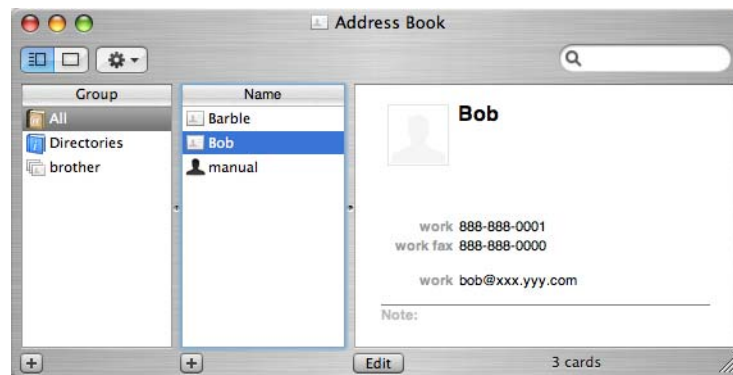 Address Book
Group
All
Directories
brother
Name
Barble
Bob
manual
Bob
work 888-888-0001
work fax 888-888-0000
work bob@xxx.yyy.com
Note:
Edit
3 cards